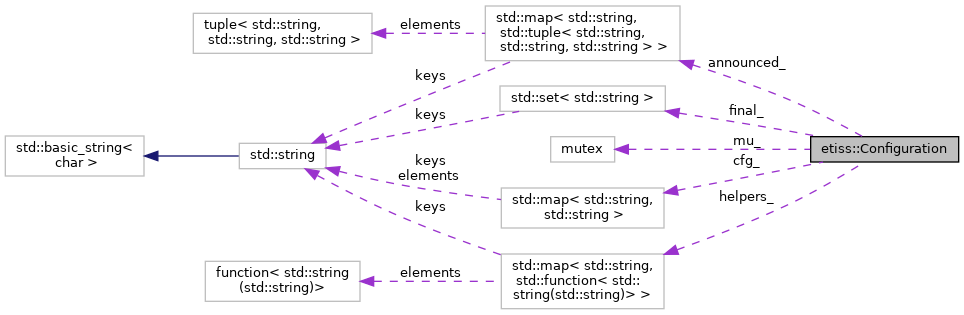 tuple< std::string,
std::string, std::string >
elements
std::map< std::string,
std::tuple< std::string,
std::string, std::string > >
announced_
keys
std::set< std::string >
keys
final_
std::basic_string<
char >
std::string
mutex
mu_
etiss::Configuration
cfg_
keys
elements
std::map< std::string,
std::string >
helpers_
keys
function< std::string
(std::string)>
elements
std::map< std::string,
std::function< std::
string(std::string)> >